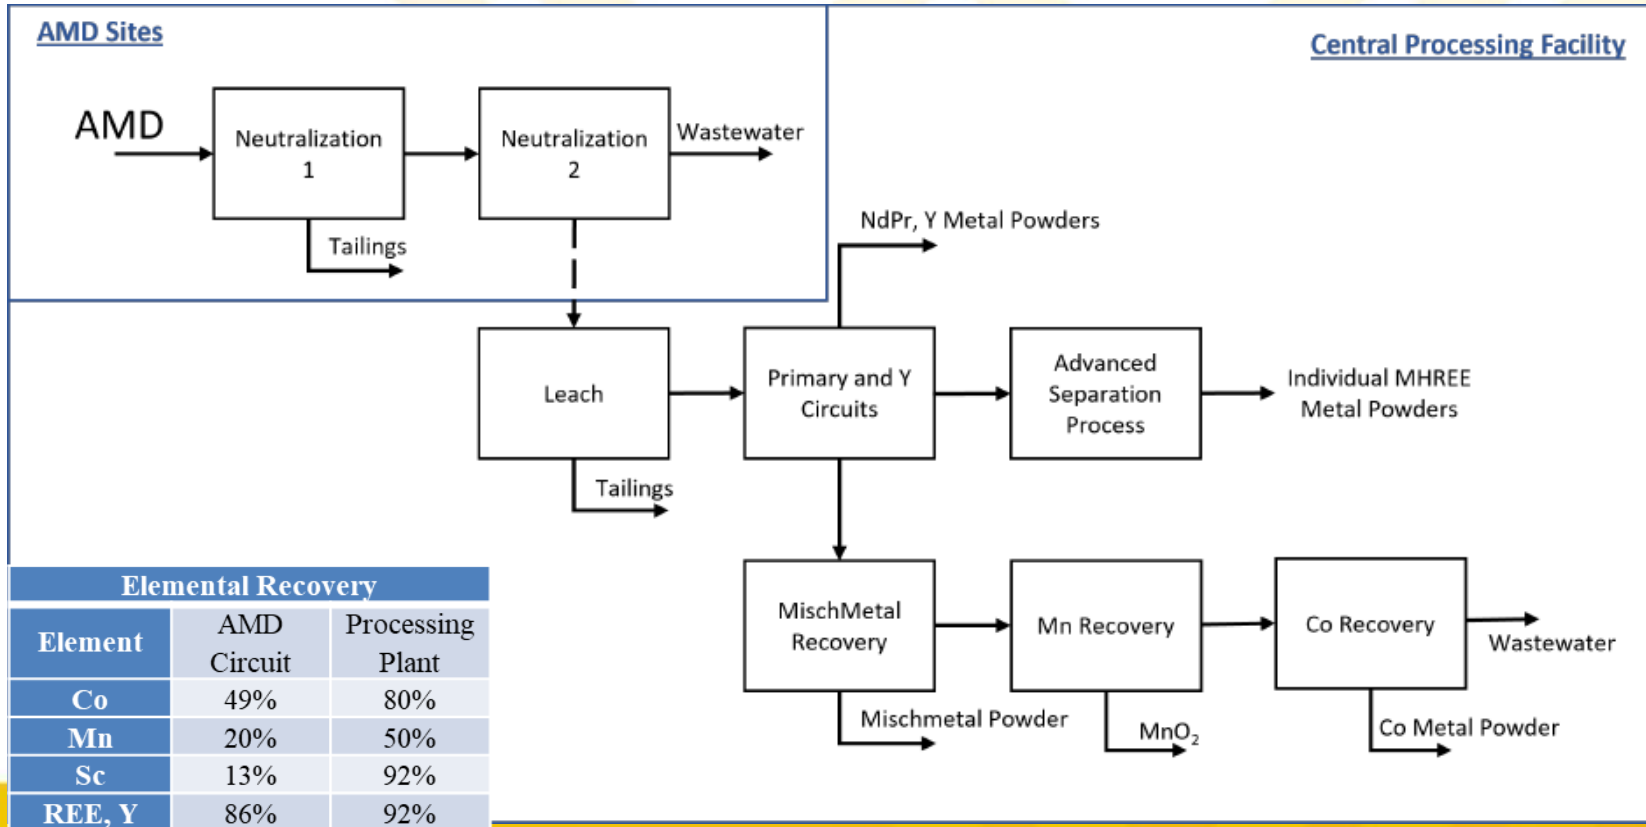 AMD Sites
Central Processing Facility
AMD
Neutralization
1
Neutralization
2
Wastewater
Tailings
NdPr, Y Metal Powders
Leach
Primary and Y
Circuits
Advanced
Separation
Process
Individual MHREE
Metal Powders
Tailings
MischMetal
Recovery
Mn Recovery
Co Recovery
Wastewater
Mischmetal Powder
MnO₂
Co Metal Powder
Elemental Recovery
Element
AMD
Circuit
Processing
Plant
Co 49% 80%
Mn 20% 50%
Sc 13% 92%
REE, Y 86% 92%